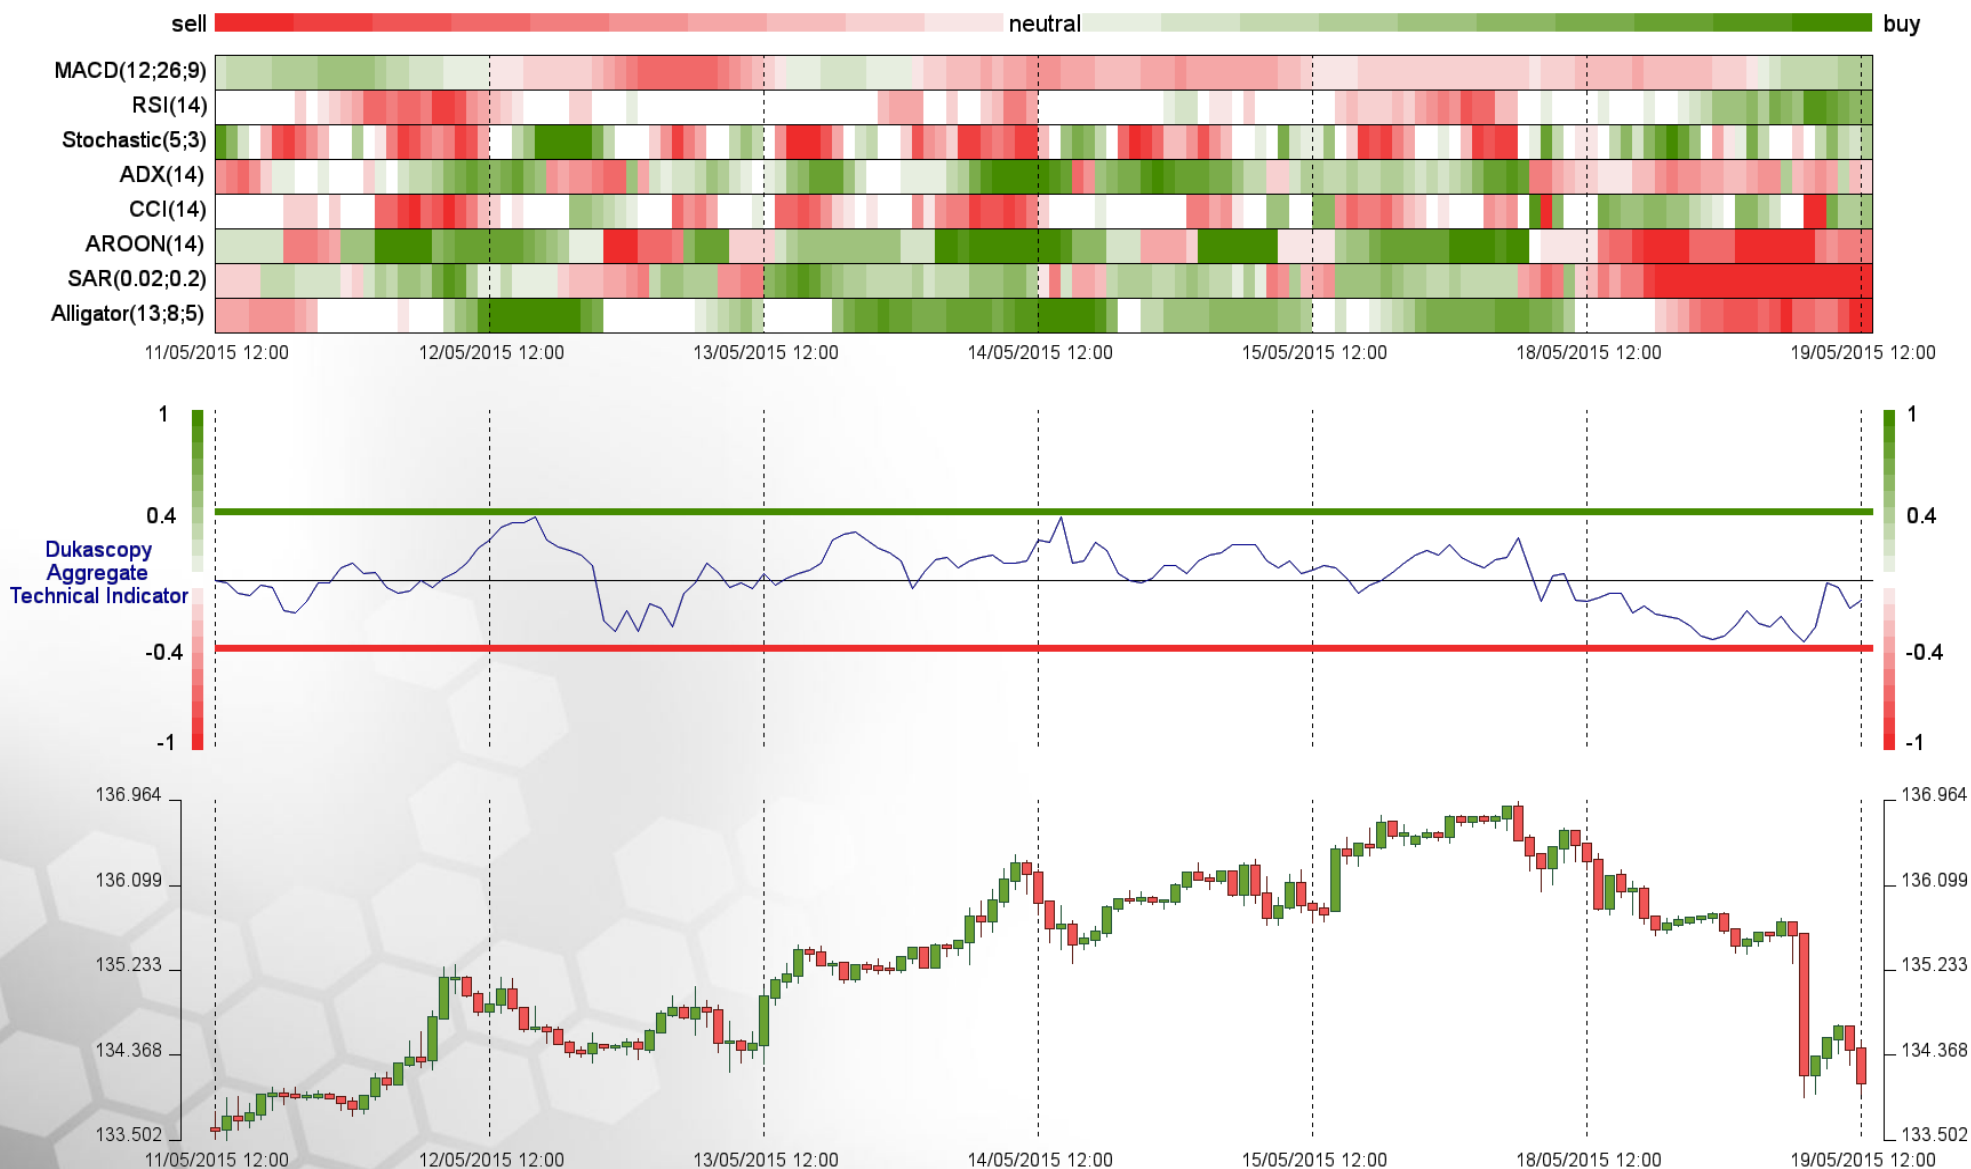 sell neutral buy
MACD(12;26;9)
RSI(14)
Stochastic(5;3)
ADX(14)
CCI(14)
AROON(14)
SAR(0.02;0.2)
Alligator(13;8;5)
11/05/2015 12:00 12/05/2015 12:00 13/05/2015 12:00 14/05/2015 12:00 15/05/2015 12:00 18/05/2015 12:00 19/05/2015 12:00
1 1
0.4 0.4
Dukascopy
Aggregate
Technical Indicator
-0.4 -0.4
-1 -1
136.964 136.964
136.099 136.099
135.233 135.233
134.368 134.368
133.502 133.502
11/05/2015 12:00 12/05/2015 12:00 13/05/2015 12:00 14/05/2015 12:00 15/05/2015 12:00 18/05/2015 12:00 19/05/2015 12:00